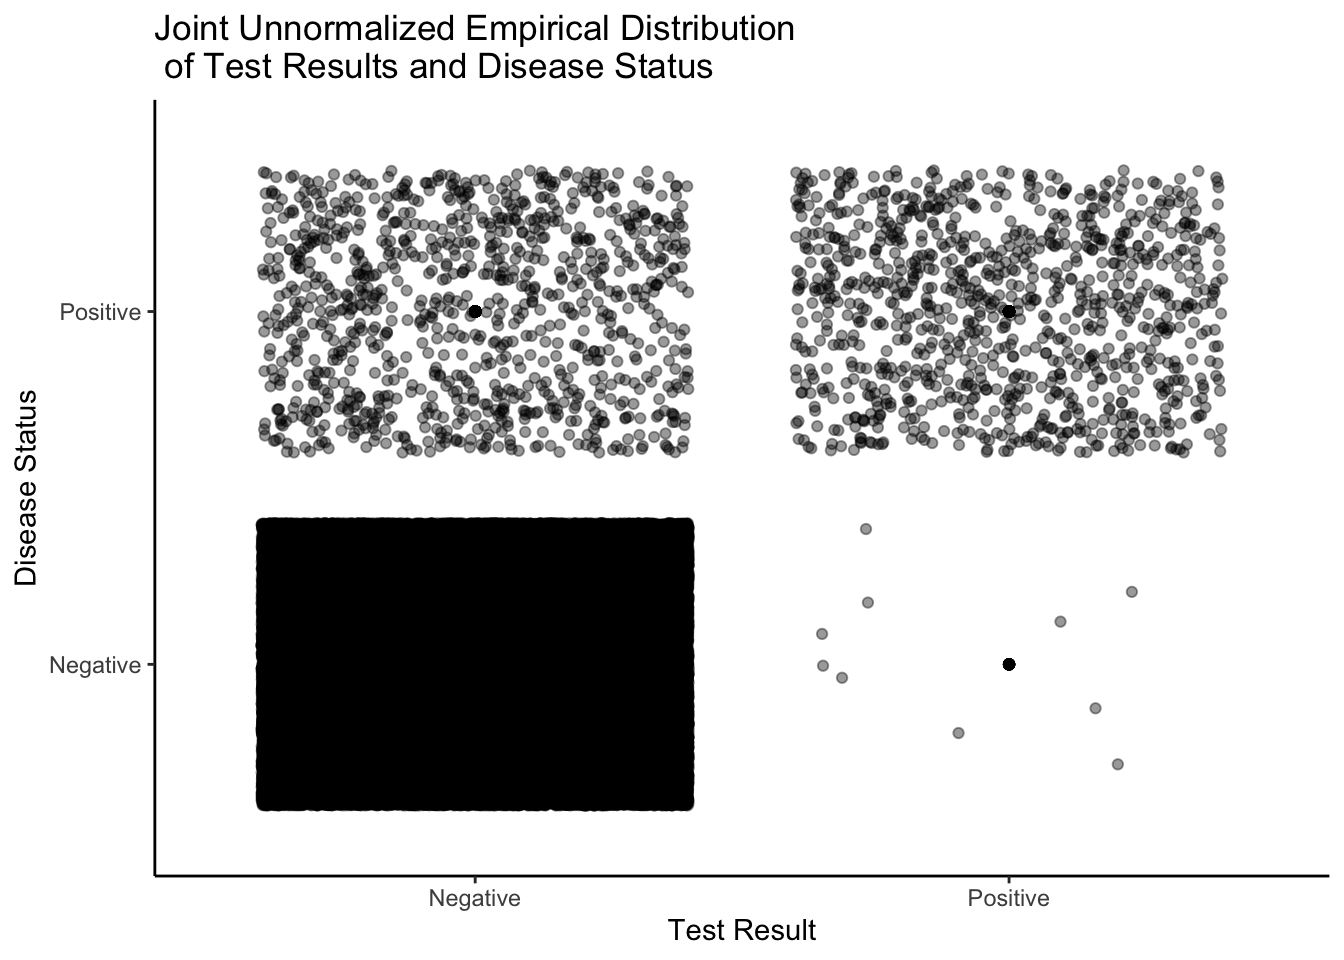 Joint Unnormalized Empirical Distribution
of Test Results and Disease Status
Positive
Disease Status
Negative
Negative
Positive
Test Result